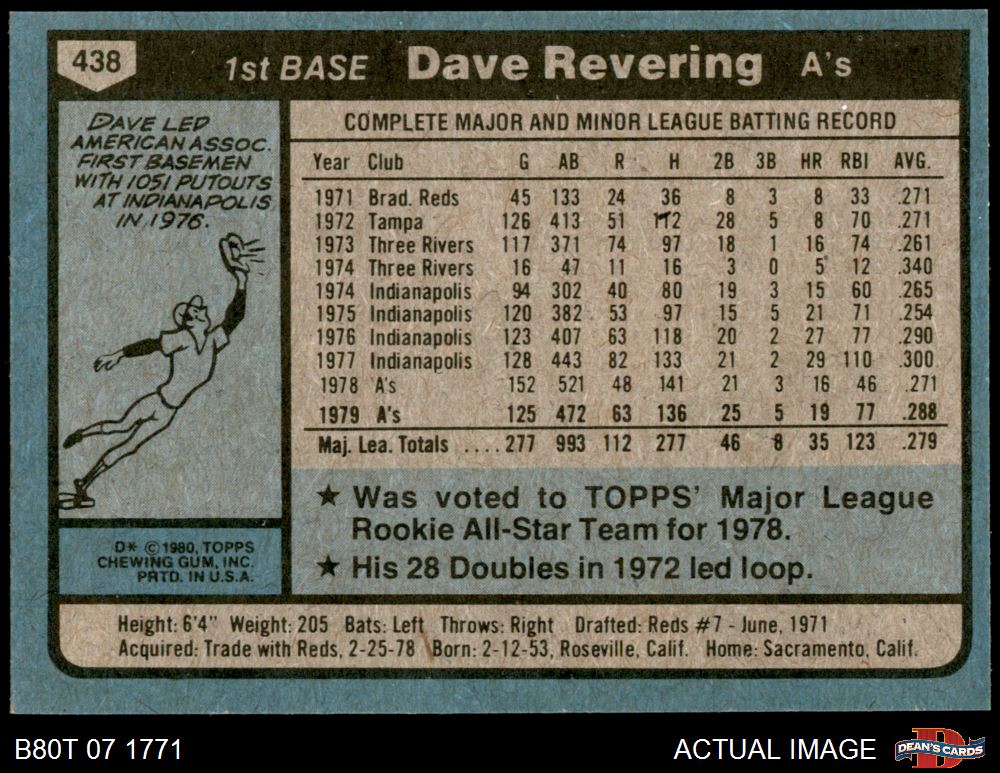 438 1st BASE Dave Revering A's
DAVE LED
AMERICAN ASSOC.
FIRST BASEMEN
WITH 1051 PUTOUTS
AT INDIANAPOLIS
IN 1976.
COMPLETE MAJOR AND MINOR LEAGUE BATTING RECORD
Year Club G AB R H 2B 3B HR RBI AVG.
1971 Brad. Reds 45 133 24 36 8 3 8 33 .271
1972 Tampa 126 413 51 112 28 5 8 70 .271
1973 Three Rivers 117 371 74 97 18 1 16 74 .261
1974 Three Rivers 16 47 11 16 3 0 5 12 .340
1974 Indianapolis 94 302 40 80 19 3 15 60 .265
1975 Indianapolis 120 382 53 97 15 5 21 71 .254
1976 Indianapolis 123 407 63 118 20 2 27 77 .290
1977 Indianapolis 128 443 82 133 21 2 29 110 .300
1978 A's 152 521 48 141 21 3 16 46 .271
1979 A's 125 472 63 136 25 5 19 77 .288
Maj. Lea. Totals ....277 993 112 277 46 8 35 123 .279
★ Was voted to TOPPS' Major League
Rookie All-Star Team for 1978.
★ His 28 Doubles in 1972 led loop.
D* © 1980, TOPPS
CHEWING GUM, INC.
PRTD. IN U.S.A.
Height: 6'4" Weight: 205 Bats: Left Throws: Right Drafted: Reds #7 - June, 1971
Acquired: Trade with Reds, 2-25-78 Born: 2-12-53, Roseville, Calif. Home: Sacramento, Calif.
B80T 07 1771 ACTUAL IMAGE DEAN'S CARDS